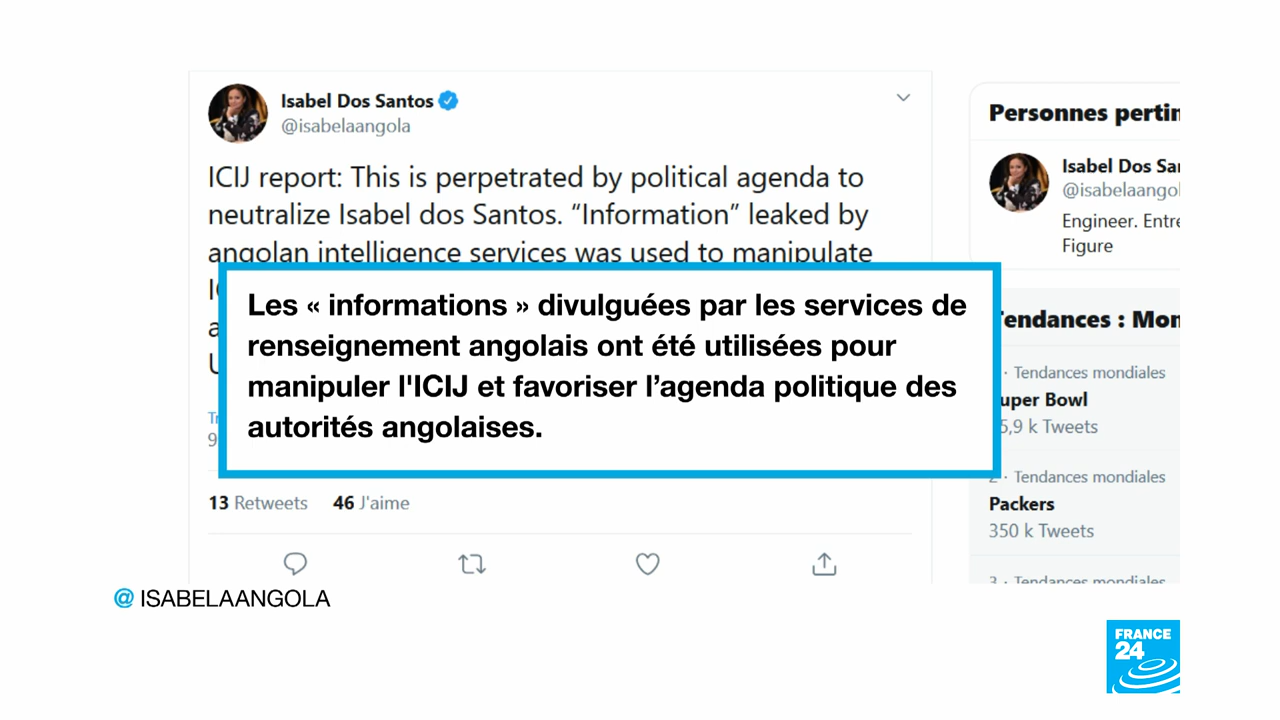 Isabel Dos Santos
@isabelaangola
ICIJ report: This is perpetrated by political agenda to
neutralize Isabel dos Santos. “Information” leaked by
angolan intelligence services was used to manipulate
Les « informations » divulguées par les services de
renseignement angolais ont été utilisées pour
manipuler l'ICIJ et favoriser l’agenda politique des
autorités angolaises.
13 Retweets 46 J'aime
Personnes pertin
Isabel Dos Sa
@isabelaangol
Engineer. Entre
Figure
Tendances : Mon
· Tendances mondiales
uper Bowl
5,9 k Tweets
2 · Tendances mondiales
Packers
350 k Tweets
3 · Tendances mondiales
@ ISABELAANGOLA
FRANCE
24